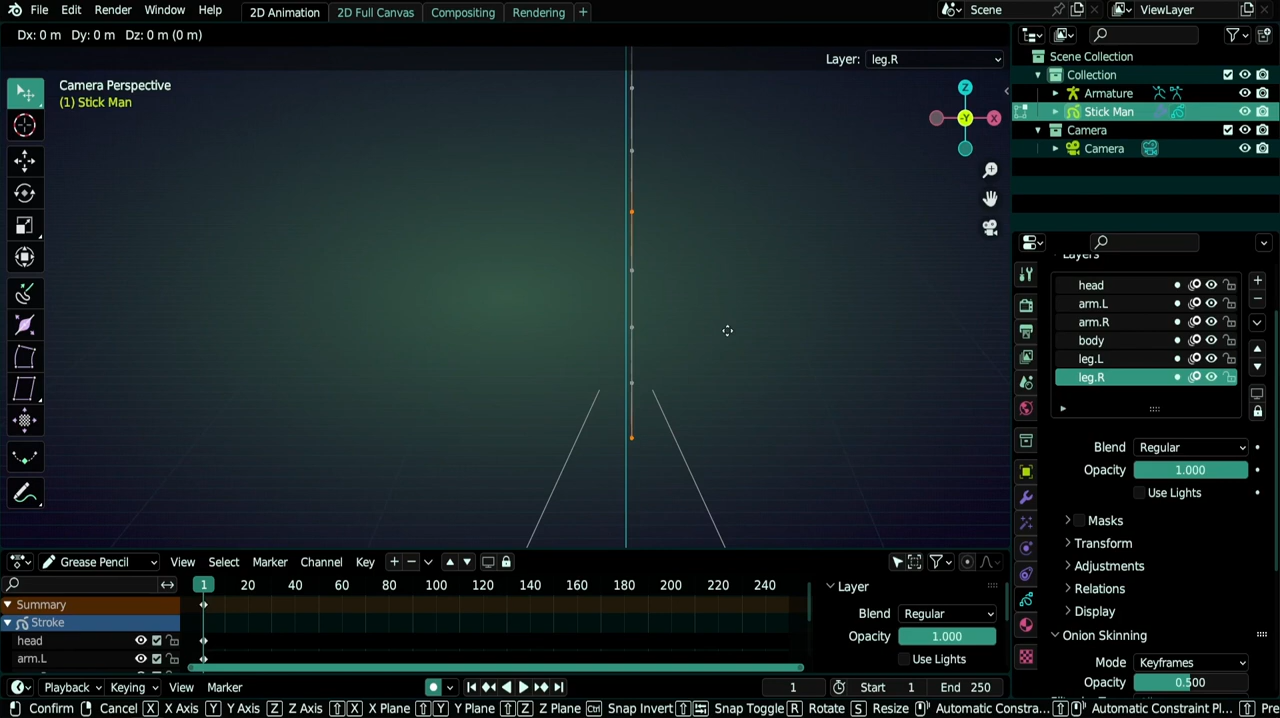 File Edit Render Window Help 2D Animation 2D Full Canvas Compositing Rendering + Scene ViewLayer
Dx: 0 m Dy: 0 m Dz: 0 m (0 m)
Layer: leg.R
Camera Perspective
(1) Stick Man
Z
X
-Y
Scene Collection
Collection
Armature
Stick Man
Camera
Camera
Layers
head
arm.L
arm.R
body
leg.L
leg.R
Blend Regular
Opacity 1.000
Use Lights
Masks
Transform
Adjustments
Relations
Display
Onion Skinning
Mode Keyframes
Opacity 0.500
Grease Pencil View Select Marker Channel Key
1 20 40 60 80 100 120 140 160 180 200 220 240
Summary
Stroke
head
arm.L
Layer
Blend Regular
Opacity 1.000
Use Lights
Playback Keying View Marker 1 Start 1 End 250
Confirm Cancel X X Axis Y Y Axis Z Z Axis X X Plane Y Y Plane Z Z Plane Ctrl Snap Invert Snap Toggle R Rotate S Resize Automatic Constra... Automatic Constra... Pl... Pre